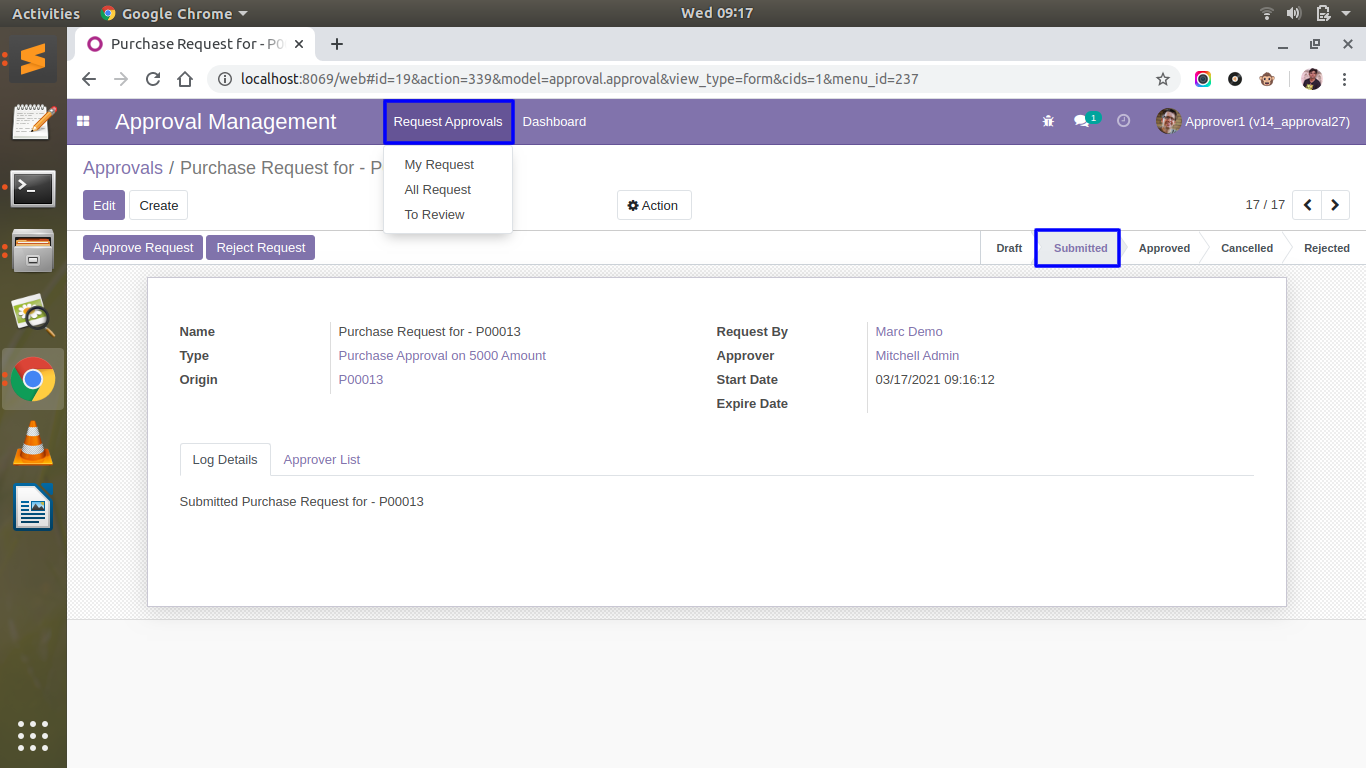 Activities Google Chrome Wed 09:17
Purchase Request for - P0
localhost:8069/web#id=19&action=339&model=approval.approval&view_type=form&cids=1&menu_id=237
Approval Management Request Approvals Dashboard 1 Approver1 (v14_approval27)
Approvals / Purchase Request for - P
My Request
All Request
To Review
Edit Create Action 17 / 17
Approve Request Reject Request Draft Submitted Approved Cancelled Rejected
Name Purchase Request for - P00013 Request By Marc Demo
Type Purchase Approval on 5000 Amount Approver Mitchell Admin
Origin P00013 Start Date 03/17/2021 09:16:12
Expire Date
Log Details Approver List
Submitted Purchase Request for - P00013